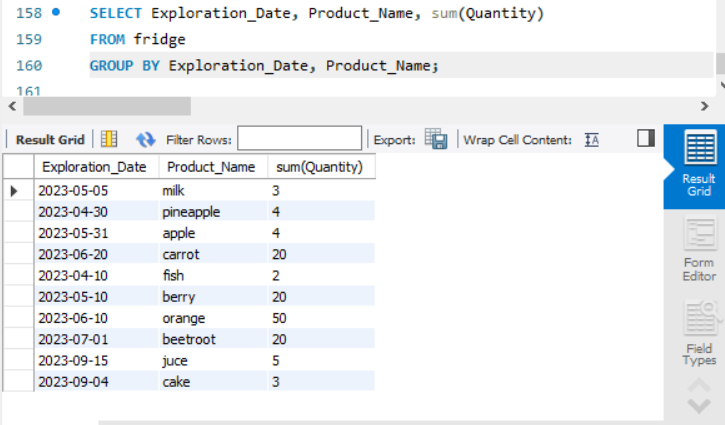 158 SELECT Exploration_Date, Product_Name, sum(Quantity)
159 FROM fridge
160 GROUP BY Exploration_Date, Product_Name;
161
Result Grid Filter Rows: Export: Wrap Cell Content:
Exploration_Date Product_Name sum(Quantity)
2023-05-05 milk 3
2023-04-30 pineapple 4
2023-05-31 apple 4
2023-06-20 carrot 20
2023-04-10 fish 2
2023-05-10 berry 20
2023-06-10 orange 50
2023-07-01 beetroot 20
2023-09-15 juce 5
2023-09-04 cake 3
Result
Grid
Form
Editor
Field
Types